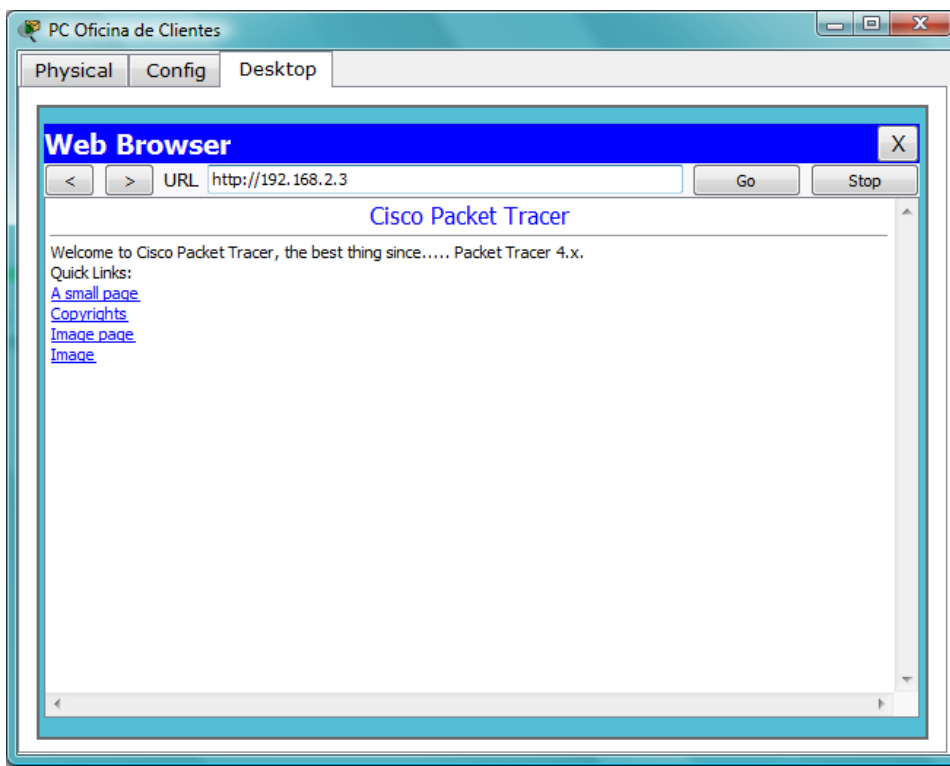 PC Oficina de Clientes
Physical Config Desktop
Web Browser X
< > URL http://192.168.2.3 Go Stop
Cisco Packet Tracer
Welcome to Cisco Packet Tracer, the best thing since..... Packet Tracer 4.x.
Quick Links:
A small page
Copyrights
Image page
Image